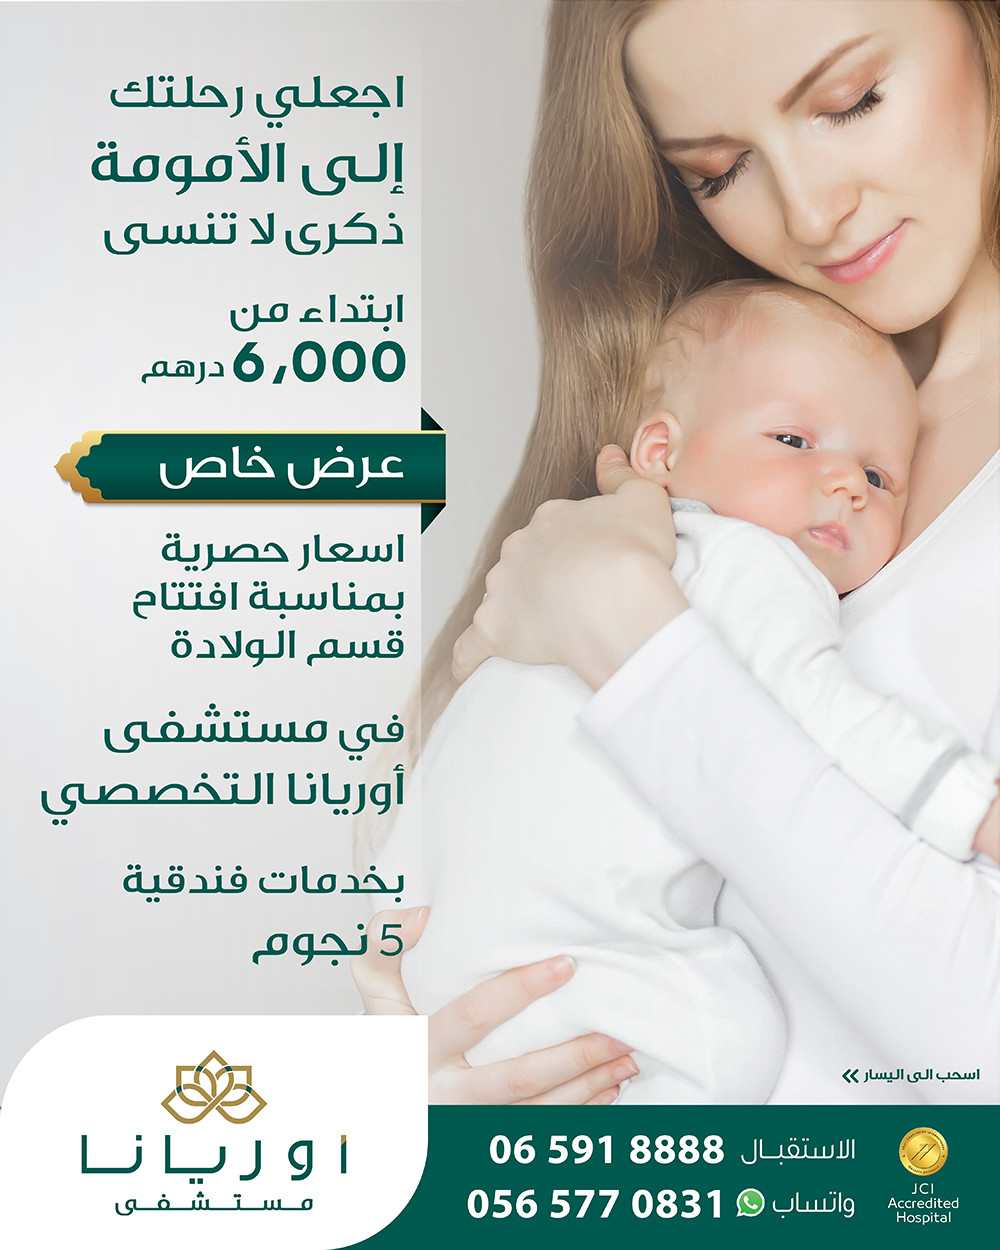 اجعلي رحلتك
إلى الأمومة
ذكرى لا تنسى
ابتداء من
6,000 درهم
عرض خاص
اسعار حصرية
بمناسبة افتتاح
قسم الولادة
في مستشفى
أوريانا التخصصي
بخدمات فندقية
5 نجوم
اسحب الى اليسار »
اوريانا
مستشفى
الاستقبال 06 591 8888
واتساب 056 577 0831
JCI
Accredited
Hospital